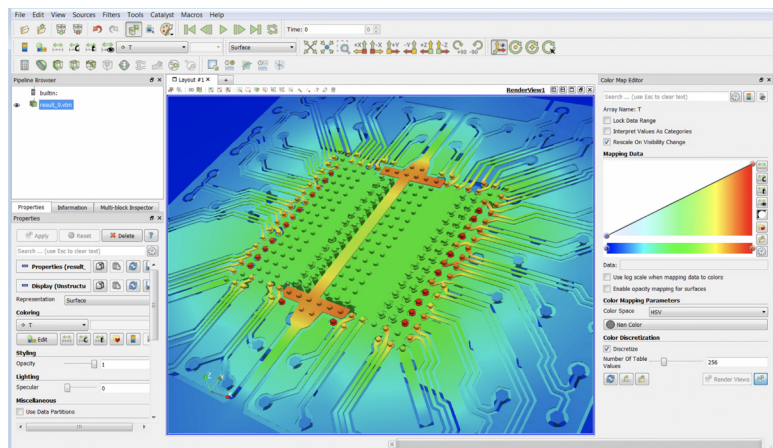 File Edit View Sources Filters Tools Catalyst Macros Help
Time: 0
0
T
Surface
+X -X +Y -Y +Z -Z +90 -90
Pipeline Browser
builtin:
result_0.vtm
Properties Information Multi-block Inspector
Properties
Apply Reset Delete ?
Search ... (use Esc to clear text)
Properties (result_
Display (Unstructu
Representation Surface
Coloring
T
Edit
Styling
Opacity 1
Lighting
Specular 0
Miscellaneous
Use Data Partitions
Layout #1 × +
3D
RenderView1
Color Map Editor
Search ... (use Esc to clear text)
Array Name: T
Lock Data Range
Interpret Values As Categories
Rescale On Visibility Change
Mapping Data
Data:
Use log scale when mapping data to colors
Enable opacity mapping for surfaces
Color Mapping Parameters
Color Space HSV
Nan Color
Color Discretization
Discretize
Number Of Table
Values
256
Render Views